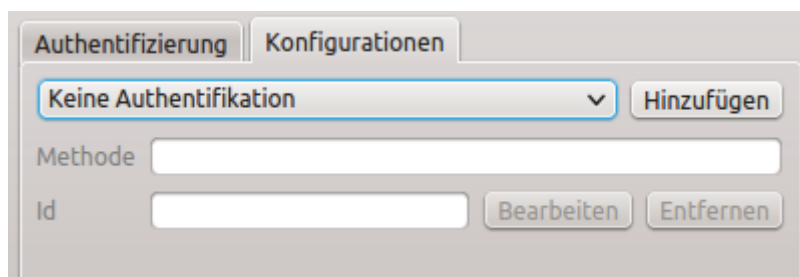 Authentifizierung Konfigurationen
Keine Authentifikation Hinzufügen
Methode
Id Bearbeiten Entfernen